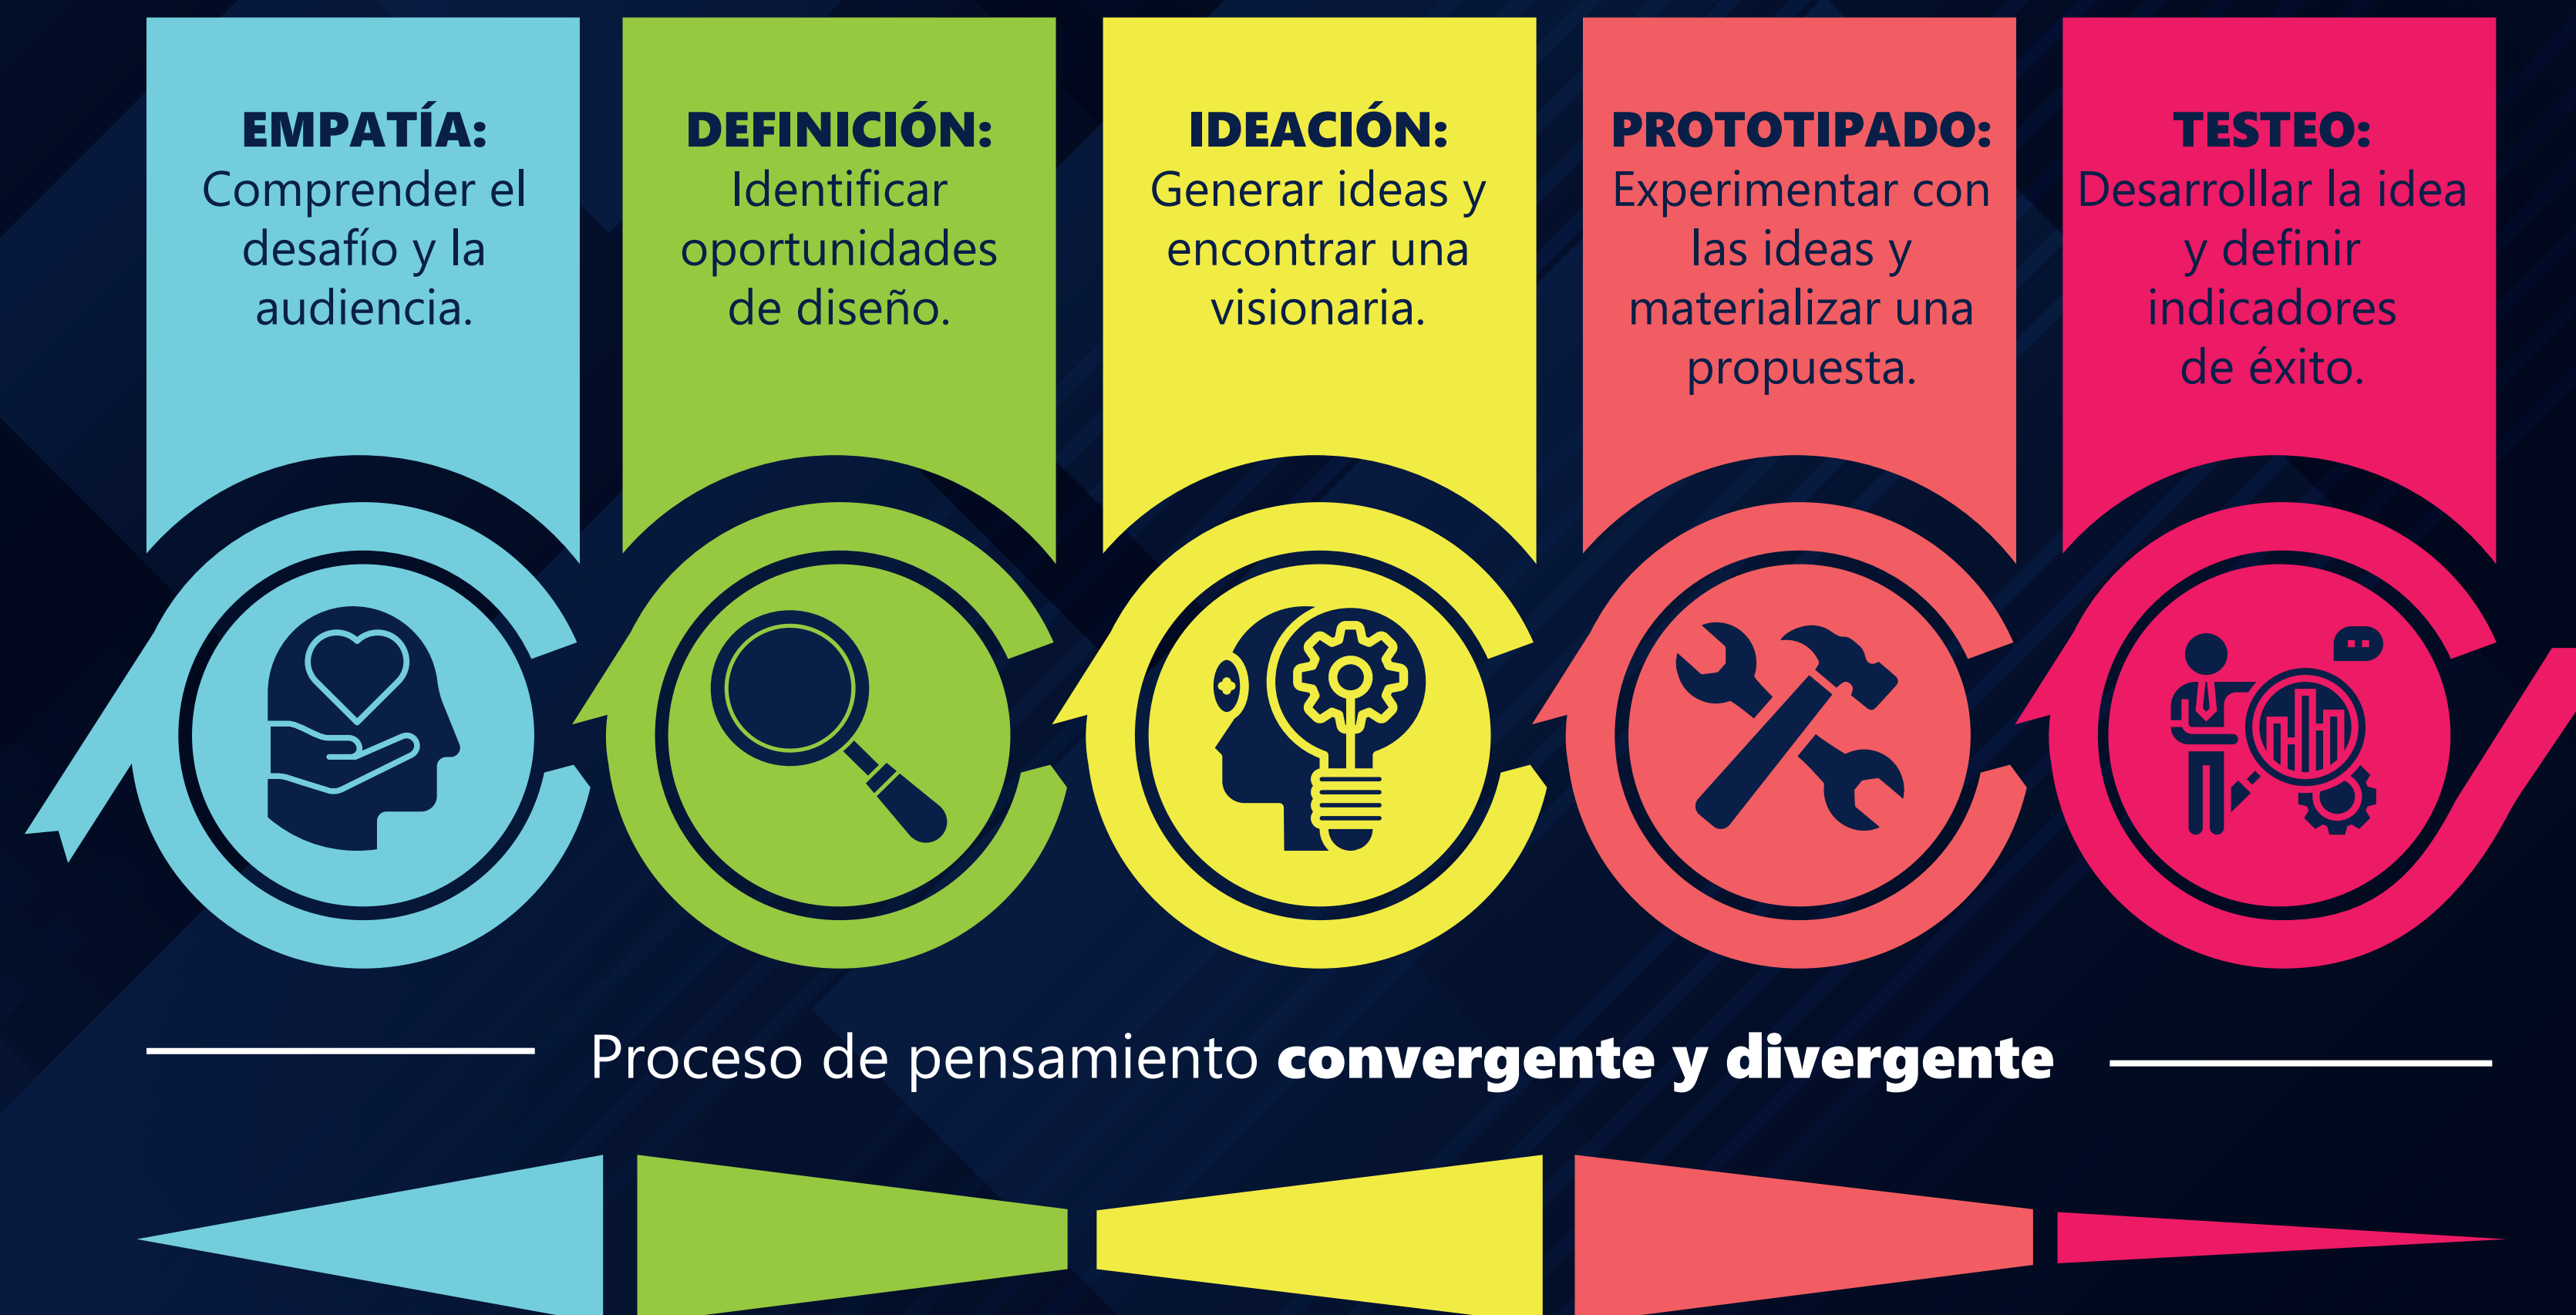 EMPATÍA:
Comprender el
desafío y la
audiencia.
DEFINICIÓN:
Identificar
oportunidades
de diseño.
IDEACIÓN:
Generar ideas y
encontrar una
visionaria.
PROTOTIPADO:
Experimentar con
las ideas y
materializar una
propuesta.
TESTEO:
Desarrollar la idea
y definir
indicadores
de éxito.
Proceso de pensamiento convergente y divergente